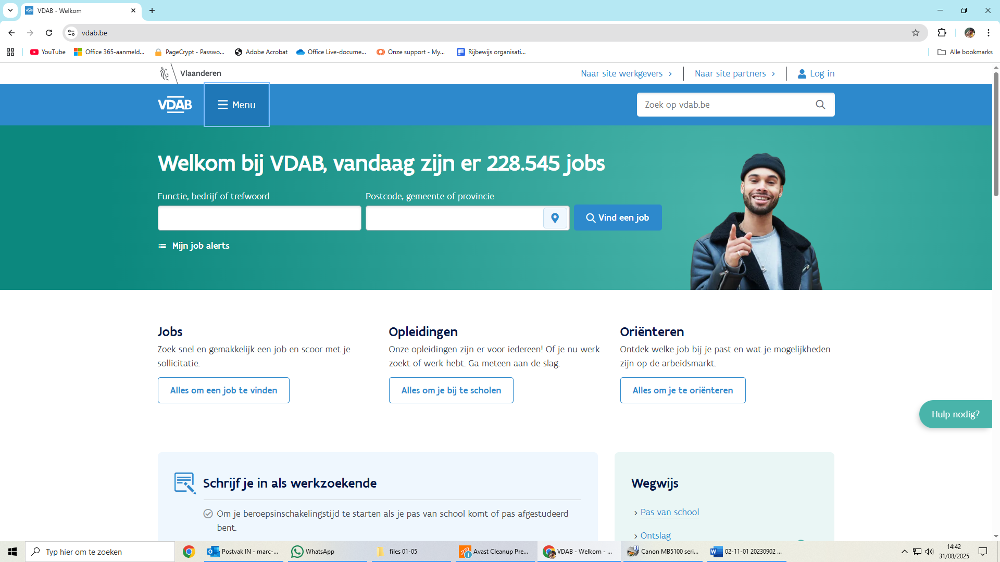 VDAB - Welkom
vdab.be
YouTube
Office 365-aanmeld...
PageCrypt - Passwo...
Adobe Acrobat
Office Live-docume...
Onze support - My...
Rijbewijs organisati...
Alle bookmarks
Vlaanderen
Naar site werkgevers
Naar site partners
Log in
VDAB
Menu
Zoek op vdab.be
Welkom bij VDAB, vandaag zijn er 228.545 jobs
Functie, bedrijf of trefwoord
Postcode, gemeente of provincie
Vind een job
Mijn job alerts
Jobs
Zoek snel en gemakkelijk een job en scoor met je
sollicitatie.
Alles om een job te vinden
Opleidingen
Onze opleidingen zijn er voor iedereen! Of je nu werk
zoekt of werk hebt. Ga meteen aan de slag.
Alles om je bij te scholen
Oriënteren
Ontdek welke job bij je past en wat je mogelijkheden
zijn op de arbeidsmarkt.
Alles om je te oriënteren
Hulp nodig?
Schrijf je in als werkzoekende
Om je beroepsinschakelingstijd te starten als je pas van school komt of pas afgestudeerd
bent.
Wegwijs
Pas van school
Ontslag
Typ hier om te zoeken
Postvak IN - marc-...
WhatsApp
files 01-05
Avast Cleanup Pre...
VDAB - Welkom - ...
Canon MB5100 seri...
02-11-01 20230902 ...
14:42
31/08/2025